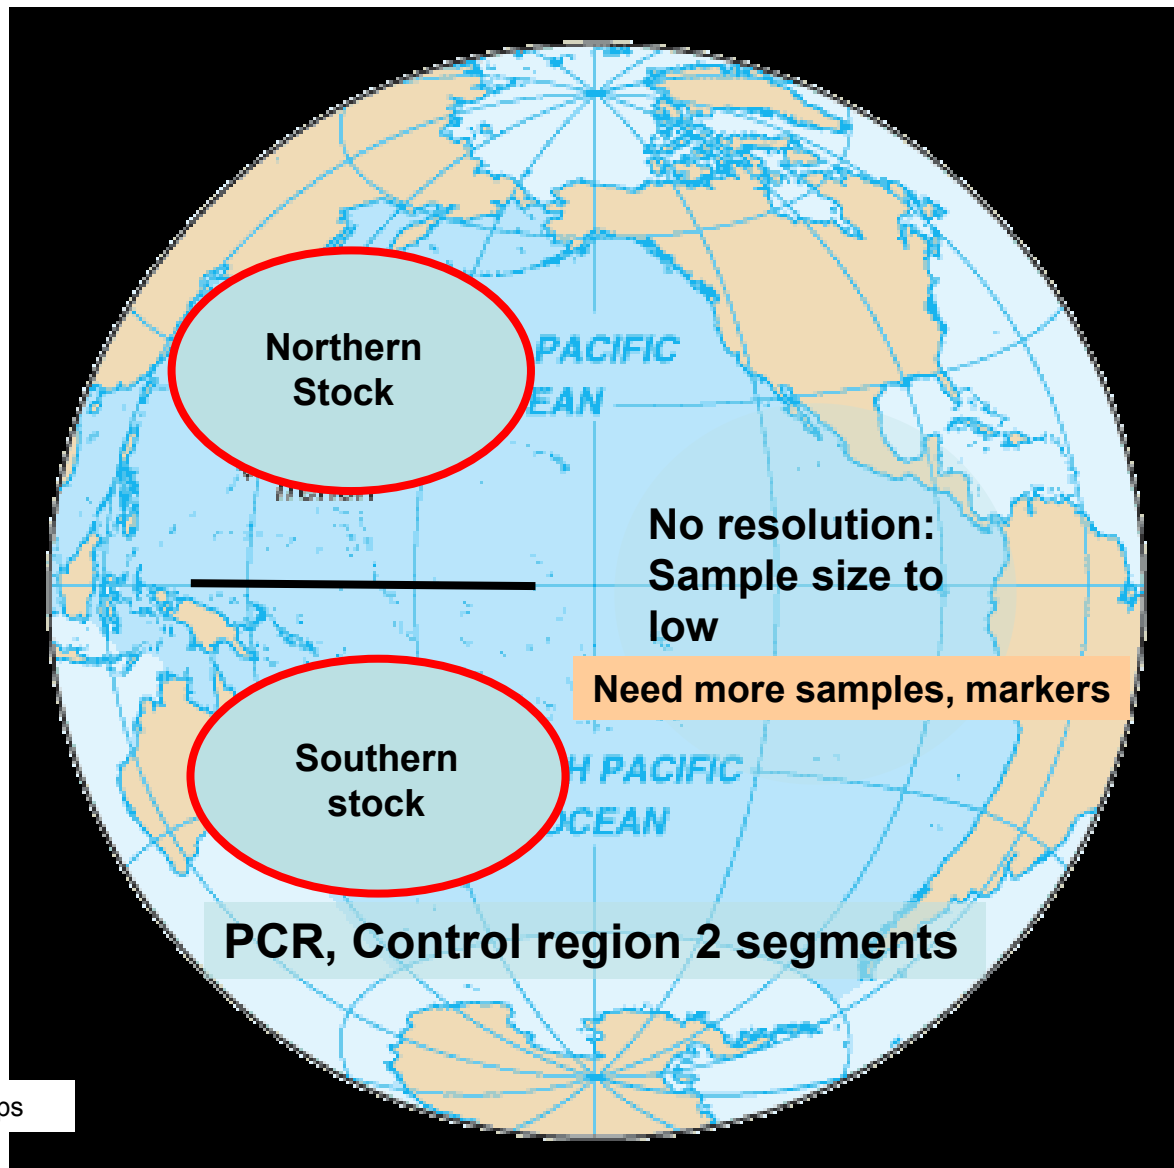 Northern
Stock
PACIFIC
EAN
No resolution:
Sample size to
low
Need more samples, markers
Southern
stock
H PACIFIC
OCEAN
PCR, Control region 2 segments
os